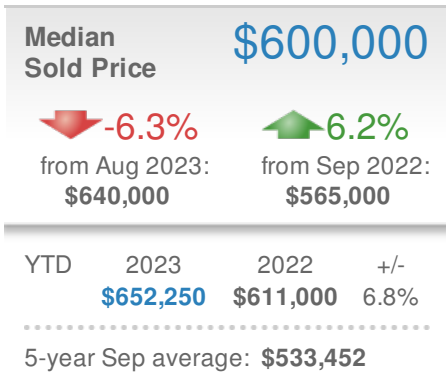 Median
Sold Price
$600,000
-6.3%
from Aug 2023:
$640,000
6.2%
from Sep 2022:
$565,000
YTD 2023 2022 +/-
$652,250 $611,000 6.8%
5-year Sep average: $533,452